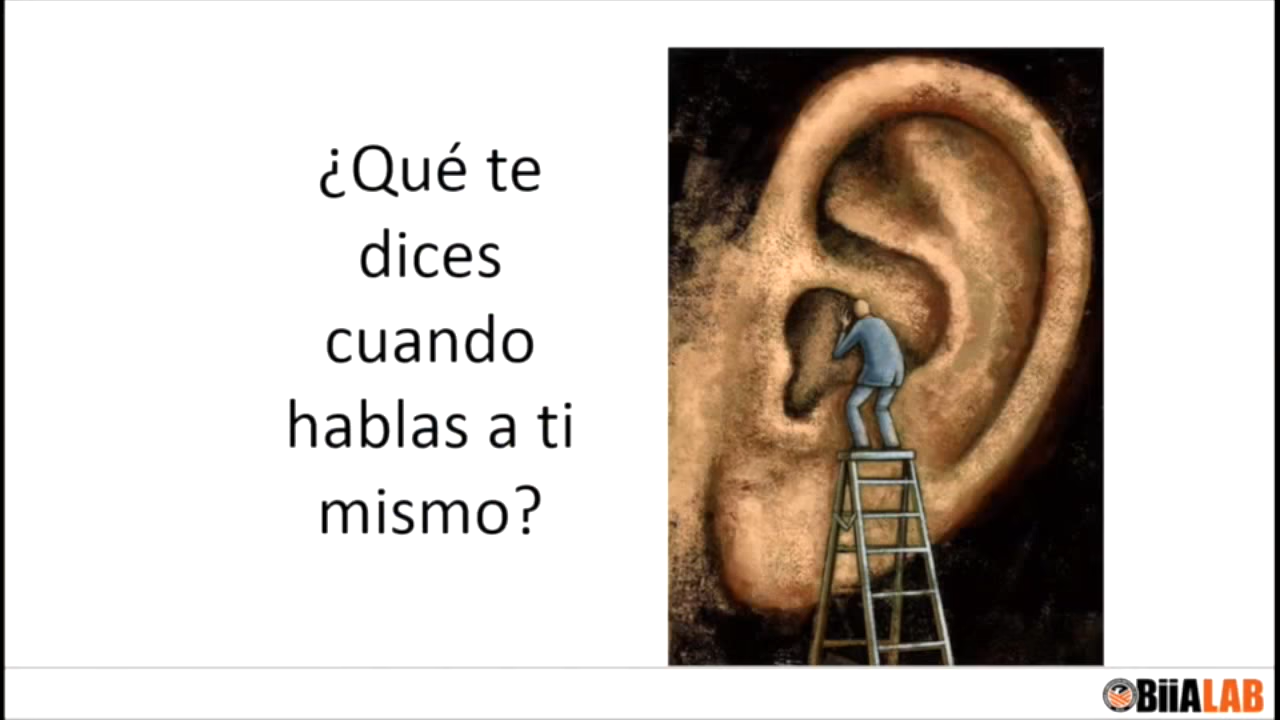 ¿Qué te
dices
cuando
hablas a ti
mismo?
BiiALAB